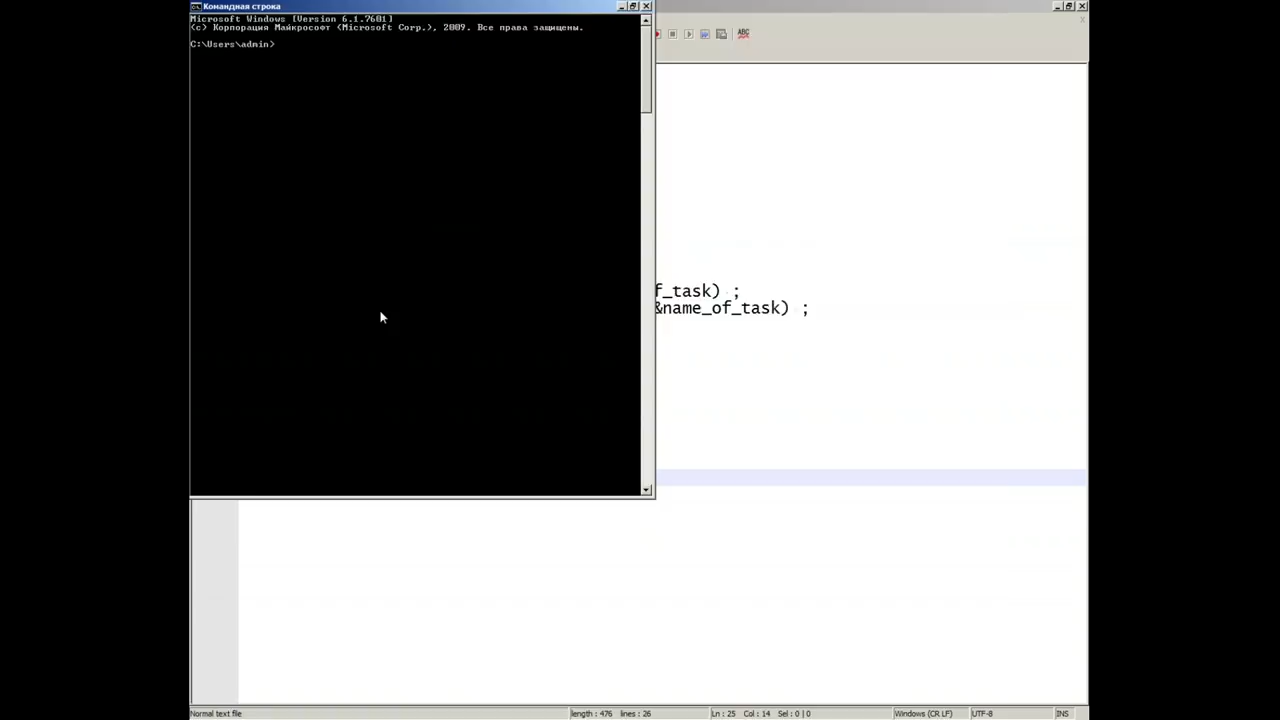 Командная строка
Microsoft Windows [Version 6.1.7601]
<c> Корпорация Майкрософт <Microsoft Corp.>, 2009. Все права защищены.
C:\Users\admin>
ABC
f_task) ;
&name_of_task) ;
Normal text file
length : 476 lines : 26
Ln : 25 Col : 14 Sel : 0 | 0
Windows (CR LF)
UTF-8
INS